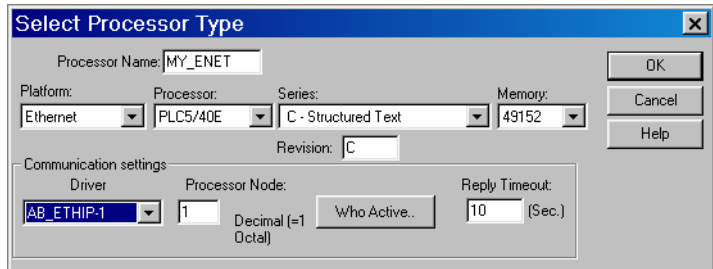 Select Processor Type
Processor Name: MY_ENET
OK
Platform: Processor: Series: Memory:
Ethernet PLC5/40E C - Structured Text 49152
Cancel
Revision: C
Help
Communication settings
Driver Processor Node: Reply Timeout:
AB_ETHIP-1 1 Decimal (=1 Octal) Who Active.. 10 (Sec.)